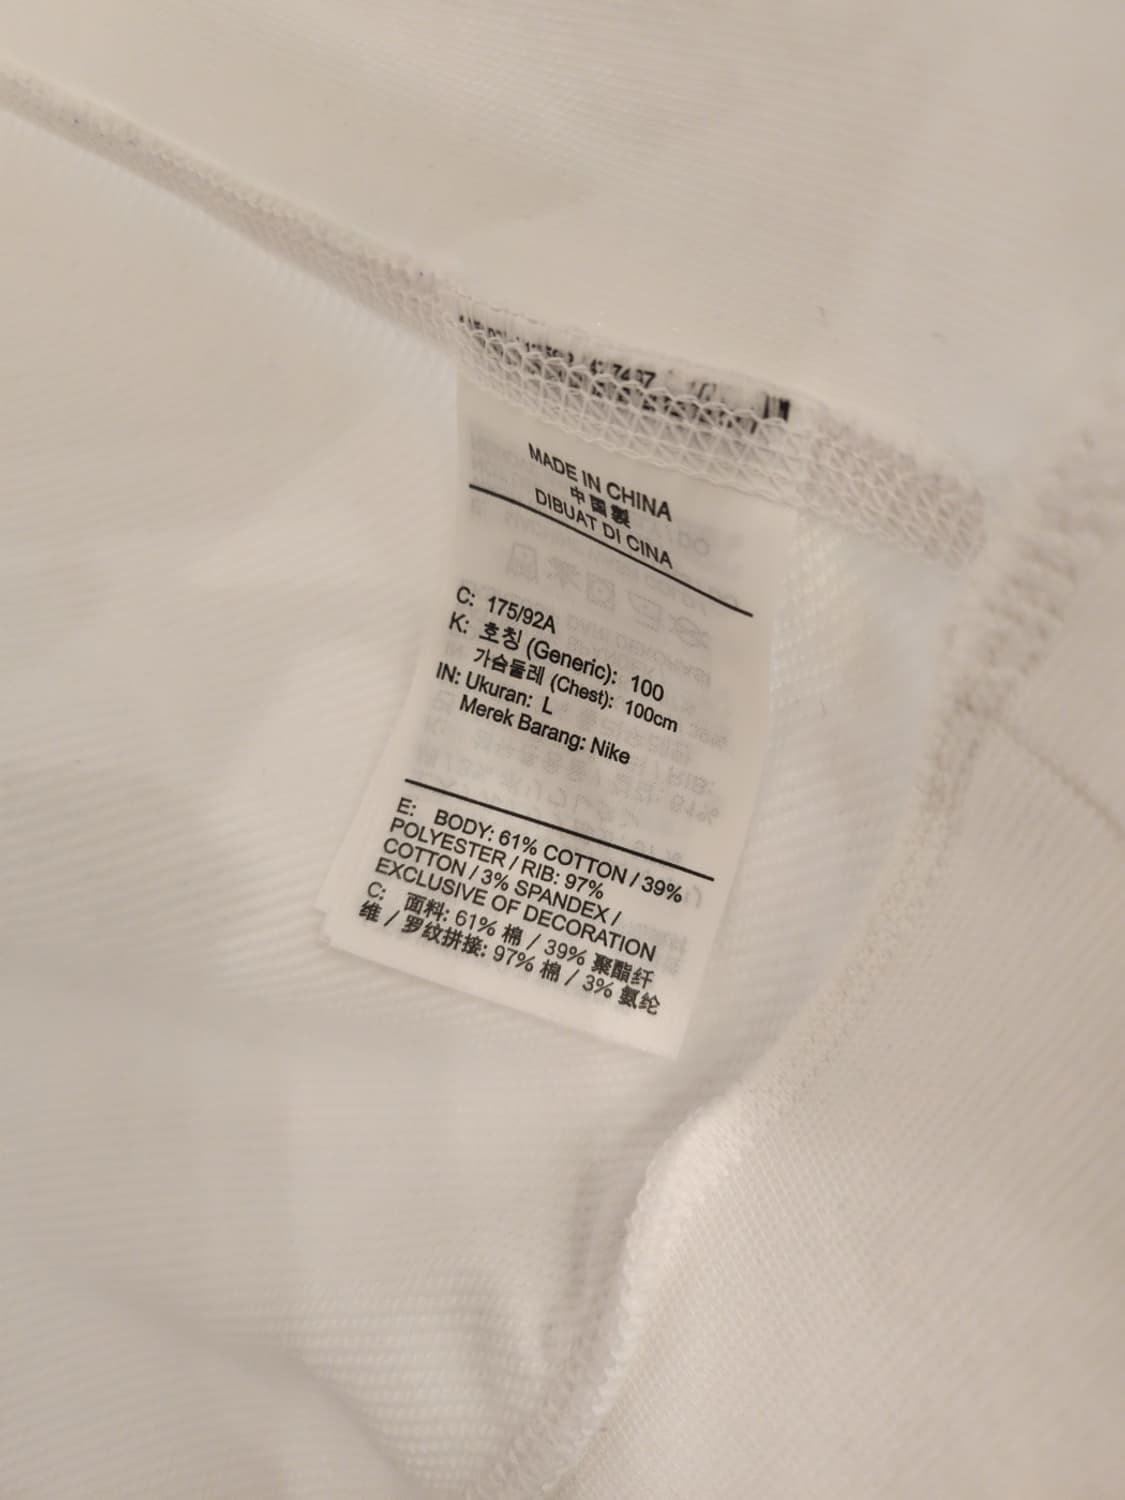 MADE IN CHINA
中国製
DIBUAT DI CINA
C: 175/92A
K: 호칭 (Generic): 100
가슴둘레 (Chest): 100cm
IN: Ukuran: L
Merek Barang: Nike
E: BODY: 61% COTTON / 39%
POLYESTER / RIB: 97%
COTTON / 3% SPANDEX /
EXCLUSIVE OF DECORATION
C: 面料: 61% 棉 / 39% 聚酯纤
维 / 罗纹拼接: 97% 棉 / 3% 氨纶